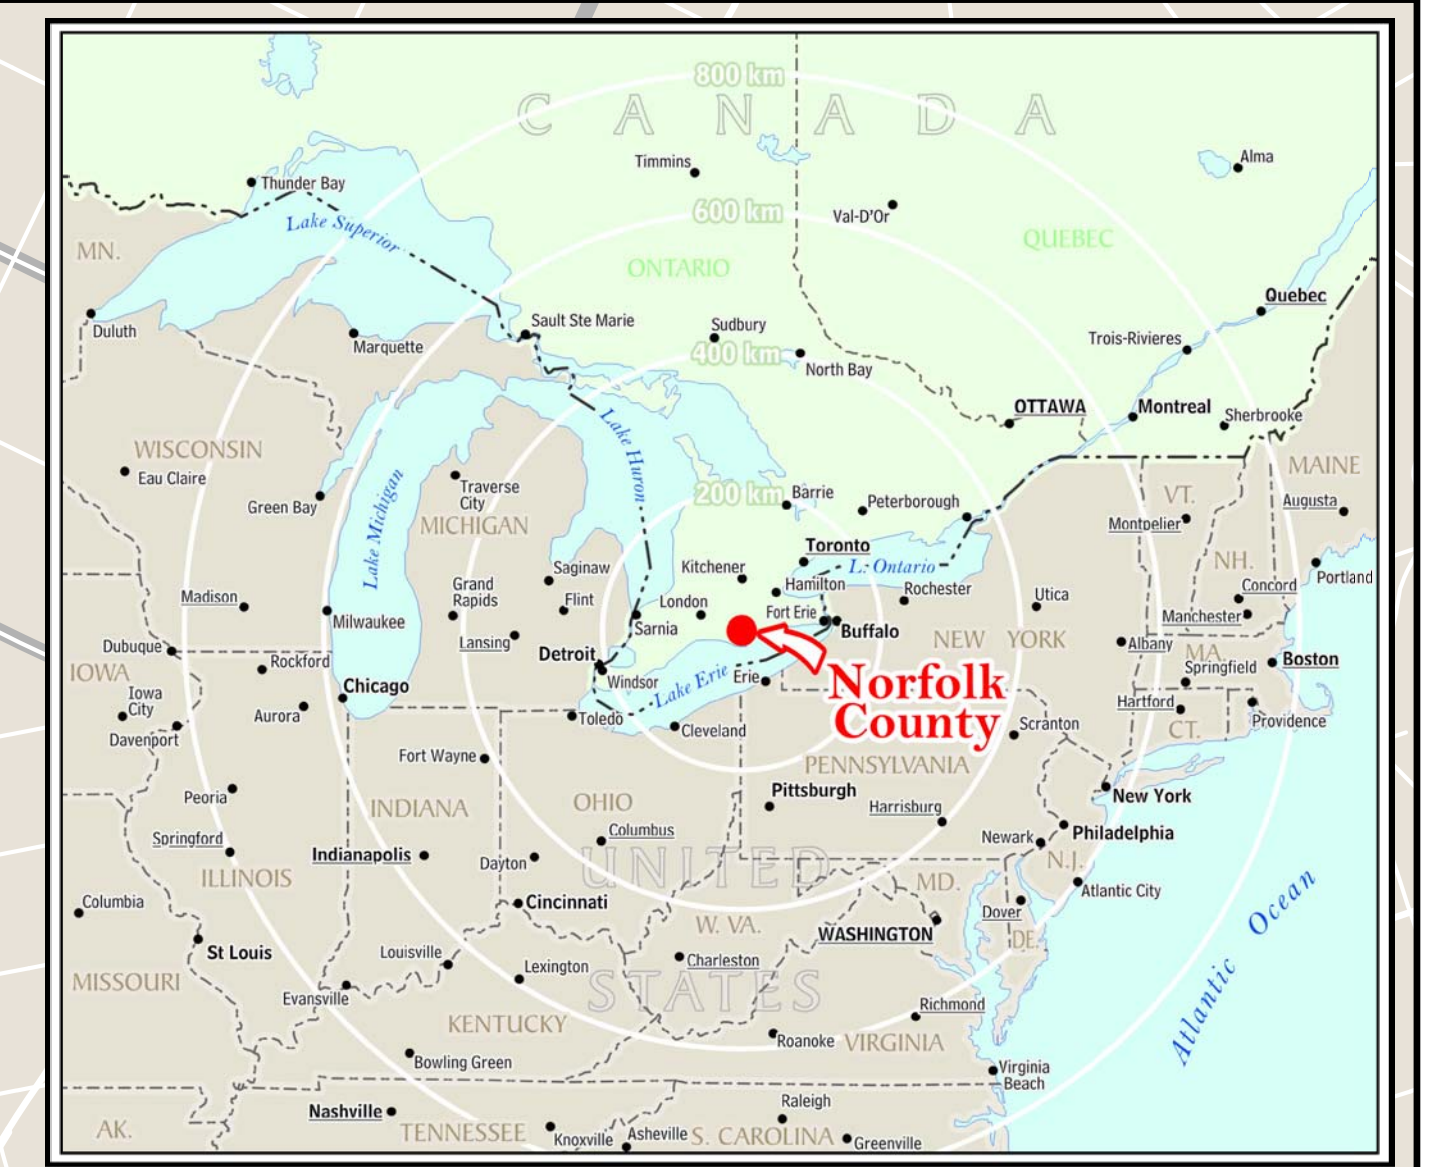 800 km
C A N A D A
Timmins
Alma
Thunder Bay
600 km
Val-D'Or
Lake Superior
MN.
QUEBEC
ONTARIO
Quebec
Duluth
Sault Ste Marie
Sudbury
Trois-Rivieres
Marquette
400 km
North Bay
OTTAWA
Montreal
Sherbrooke
Lake Huron
WISCONSIN
Eau Claire
MAINE
Traverse
City
Green Bay
Lake Michigan
200 km
Barrie
Peterborough
VT.
Augusta
MICHIGAN
Montpelier
Toronto
L. Ontario
NH.
Kitchener
Saginaw
Portland
Grand
Rapids
Hamilton
Rochester
Utica
Concord
Madison
Flint
London
Fort Erie
Manchester
Milwaukee
Sarnia
Buffalo
NEW YORK
Lansing
Albany
Dubuque
Detroit
MA.
Boston
Rockford
Springfield
IOWA
Windsor
Lake Erie
Erie
Norfolk
County
Chicago
Iowa
City
Hartford
Aurora
Toledo
Cleveland
Scranton
Providence
Davenport
CT.
Fort Wayne
PENNSYLVANIA
Peoria
Pittsburgh
New York
INDIANA
OHIO
Harrisburg
Columbus
Newark
Philadelphia
Springford
Indianapolis
Dayton
UNITED
N.J.
ILLINOIS
MD.
Atlantic City
Columbia
Cincinnati
Dover
W. VA.
WASHINGTON
DE.
Atlantic Ocean
St Louis
Louisville
Lexington
Charleston
MISSOURI
STATES
Evansville
Richmond
KENTUCKY
Roanoke
VIRGINIA
Bowling Green
Virginia
Beach
Nashville
Raleigh
AK.
TENNESSEE
Knoxville
Asheville
S. CAROLINA
Greenville